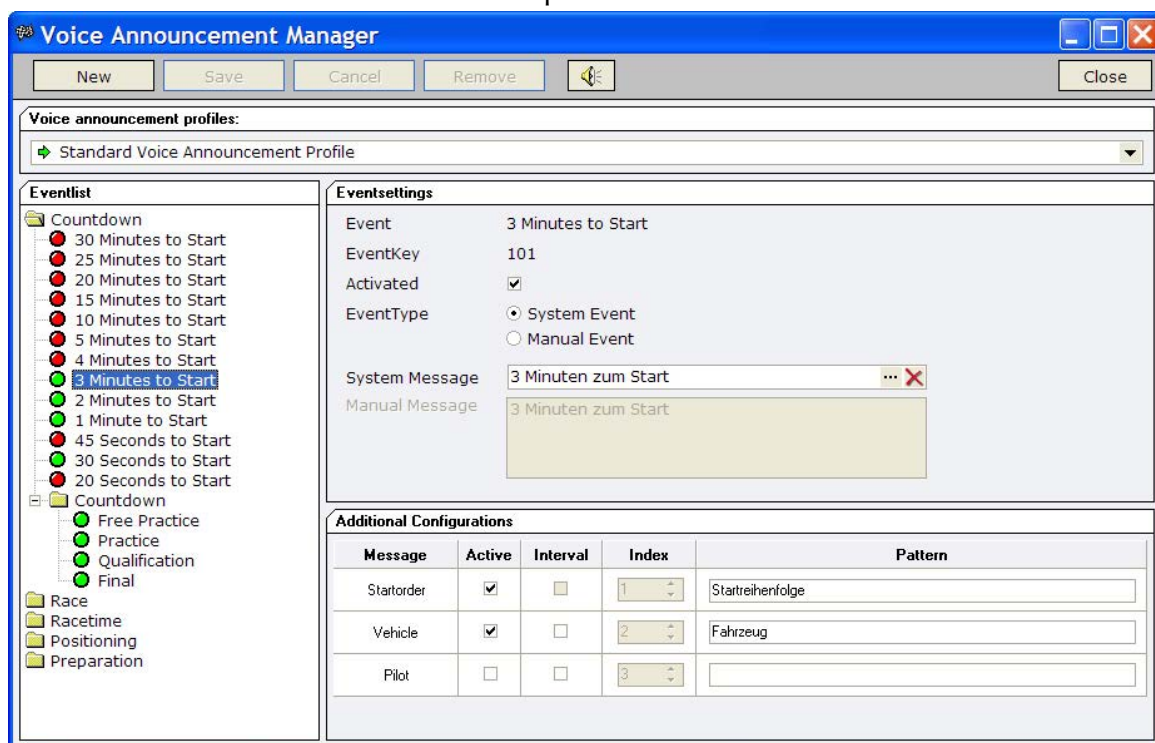 Voice Announcement Manager
New Save Cancel Remove Close
Voice announcement profiles:
Standard Voice Announcement Profile
Eventlist
Countdown
30 Minutes to Start
25 Minutes to Start
20 Minutes to Start
15 Minutes to Start
10 Minutes to Start
5 Minutes to Start
4 Minutes to Start
3 Minutes to Start
2 Minutes to Start
1 Minute to Start
45 Seconds to Start
30 Seconds to Start
20 Seconds to Start
Countdown
Free Practice
Practice
Qualification
Final
Race
Racetime
Positioning
Preparation
Eventsettings
Event 3 Minutes to Start
EventKey 101
Activated
EventType System Event
Manual Event
System Message 3 Minuten zum Start ...
Manual Message 3 Minuten zum Start
Additional Configurations
Message Active Interval Index Pattern
Startorder 1 Startreihenfolge
Vehicle 2 Fahrzeug
Pilot 3